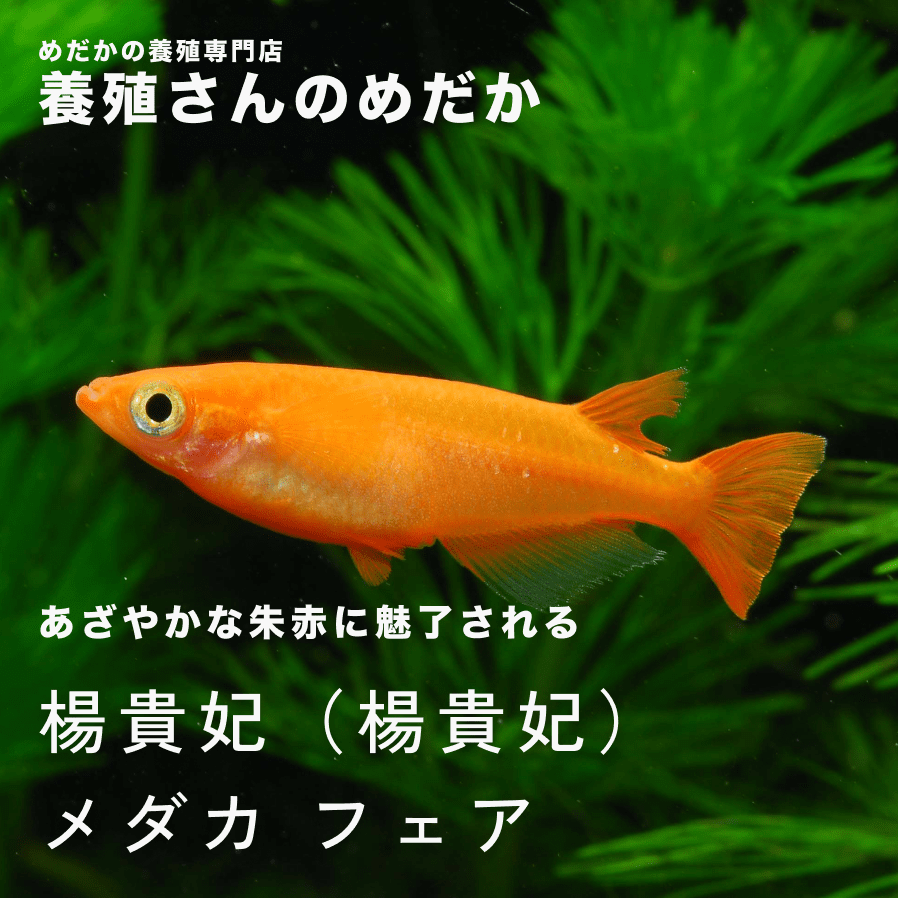 めだかの養殖専門店
養殖さんのめだか
あざやかな朱赤に魅了される
楊貴妃（楊貴妃）
メダカ フェア